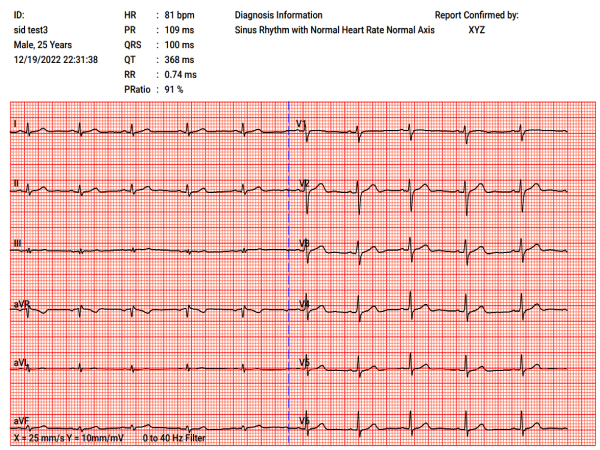 ID:
sid test3
Male, 25 Years
12/19/2022 22:31:38
HR : 81 bpm
PR : 109 ms
QRS : 100 ms
QT : 368 ms
RR : 0.74 ms
PRatio : 91 %
Diagnosis Information
Sinus Rhythm with Normal Heart Rate Normal Axis
Report Confirmed by:
XYZ
I
V1
II
V2
III
V3
aVR
V4
aVL
V5
aVF
V6
X = 25 mm/s Y = 10mm/mV 0 to 40 Hz Filter